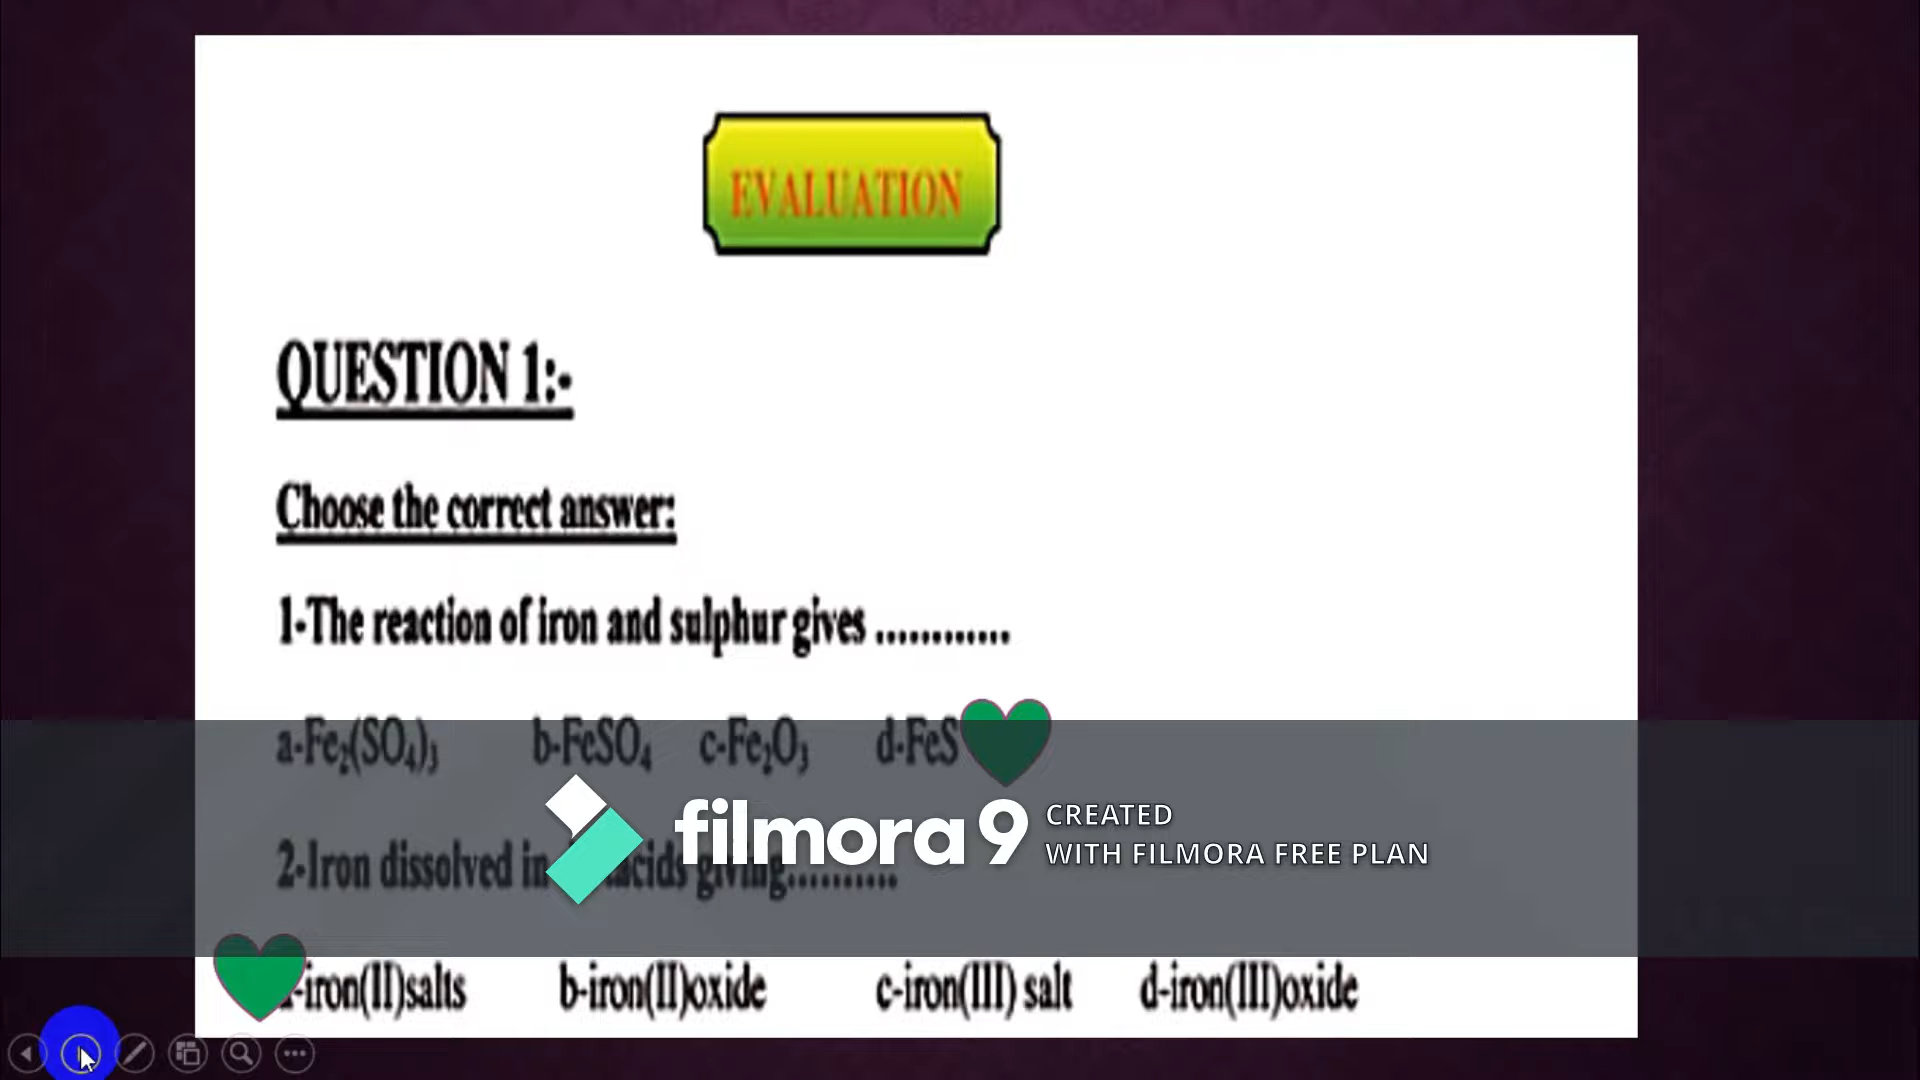 EVALUATION
QUESTION 1:-
Choose the correct answer:
1-The reaction of iron and sulphur gives ............
a-Fe₂(SO₄)₃ b-FeSO₄ c-Fe₂O₃ d-FeS
filmora9 CREATED
WITH FILMORA FREE PLAN
2-Iron dissolved in acids giving..........
-iron(II)salts b-iron(II)oxide c-iron(III) salt d-iron(III)oxide